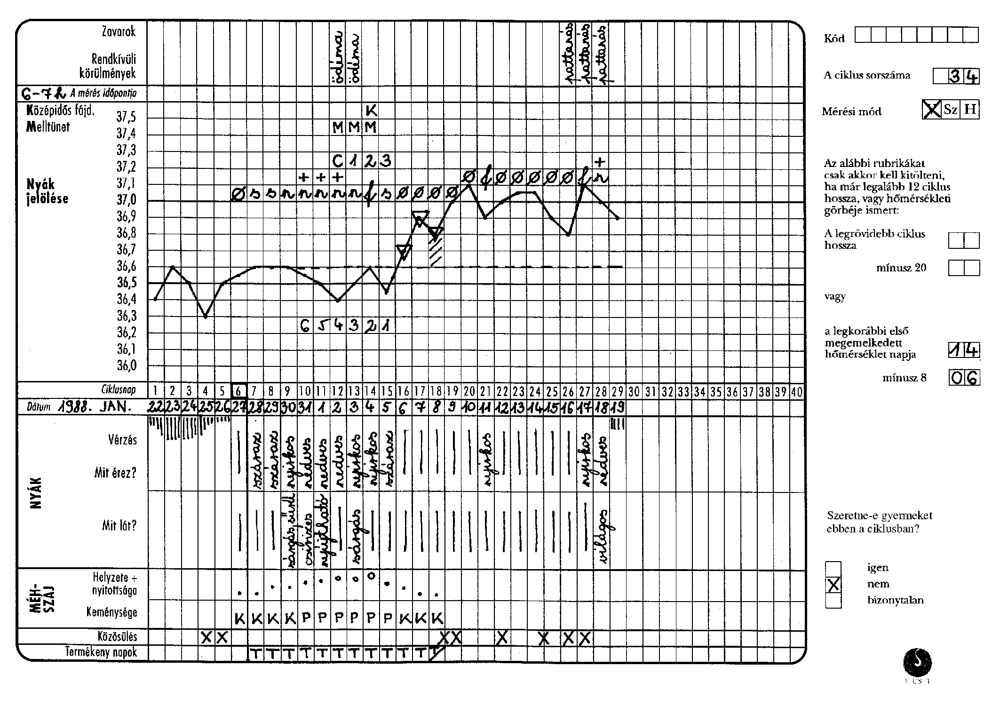 Zavarok
Rendkívüli
körülmények
ödéma ödéma pattanás pattanás pattanás
6-7h A mérés időpontja
Középidős fájd. K
37,5
Melltünet M M M
37,4
37,3
C 1 2 3 +
37,2
+ + + Ø f Ø Ø Ø Ø Ø f n
37,1
Nyák
jelölése
Ø s s n n n n n f s Ø Ø Ø Ø
37,0
36,9
36,8
36,7
36,6
36,5
36,4
36,3
6 5 4 3 2 1
36,2
36,1
36,0
Ciklusnap 1 2 3 4 5 6 7 8 9 10 11 12 13 14 15 16 17 18 19 20 21 22 23 24 25 26 27 28 29 30 31 32 33 34 35 36 37 38 39 40
Dátum 1988. JAN. 22 23 24 25 26 27 28 29 30 31 1 2 3 4 5 6 7 8 9 10 11 12 13 14 15 16 17 18 19
NYÁK
Vérzés
Mit érez?
száraz száraz nyirkos nedves nedves nedves nyirkos nyirkos száraz nyirkos nyirkos nedves
Mit lát?
sárgás, sűrű csirizes nyújtható sárgás világos
MÉH-
SZÁJ
Helyzete +
nyitottsága
Keménysége K K K K P P P P P P K K K
Közösülés X X X X X X X X
Termékeny napok T T T T T T T T T T T T
Kód
A ciklus sorszáma 34
Mérési mód X Sz H
Az alábbi rubrikákat
csak akkor kell kitölteni,
ha már legalább 12 ciklus
hossza, vagy hőmérsékleti
görbéje ismert:
A legrövidebb ciklus
hossza
mínusz 20
vagy
a legkorábbi első
megemelkedett
hőmérséklet napja 14
mínusz 8 06
Szeretne-e gyermeket
ebben a ciklusban?
igen
X nem
bizonytalan